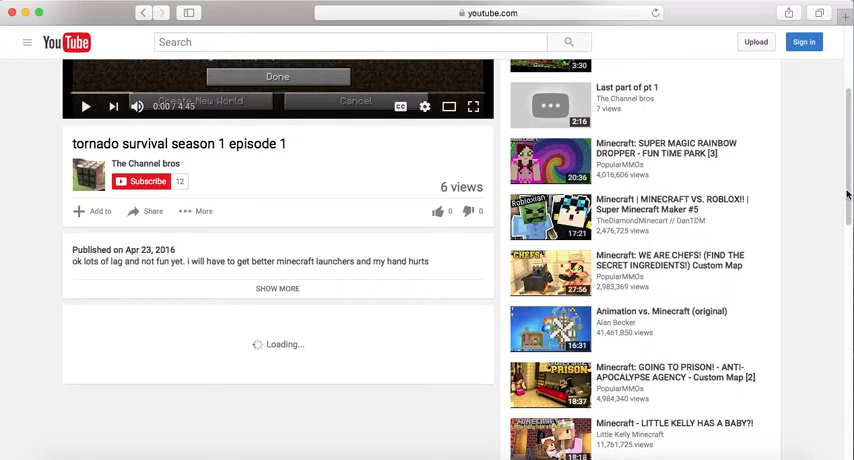 youtube.com
YouTube
Search
Upload
Sign in
Done
Create New World
Cancel
0:00 / 4:45
CC
tornado survival season 1 episode 1
The Channel bros
Subscribe 12
6 views
Add to
Share
More
0
0
Published on Apr 23, 2016
ok lots of lag and not fun yet. i will have to get better minecraft launchers and my hand hurts
SHOW MORE
Loading...
3:30
Last part of pt 1
The Channel bros
7 views
2:16
Minecraft: SUPER MAGIC RAINBOW
DROPPER - FUN TIME PARK [3]
PopularMMOs
4,016,606 views
20:36
Minecraft | MINECRAFT VS. ROBLOX!! |
Super Minecraft Maker #5
TheDiamondMinecart // DanTDM
2,476,725 views
Robloxian
17:21
Minecraft: WE ARE CHEFS! (FIND THE
SECRET INGREDIENTS!) Custom Map
PopularMMOs
2,983,369 views
CHEFS
27:56
Animation vs. Minecraft (original)
Alan Becker
41,461,850 views
16:31
Minecraft: GOING TO PRISON! - ANTI-
APOCALYPSE AGENCY - Custom Map [2]
PopularMMOs
4,984,340 views
PRISON
18:37
Minecraft - LITTLE KELLY HAS A BABY?!
Little Kelly Minecraft
11,761,725 views
18:18